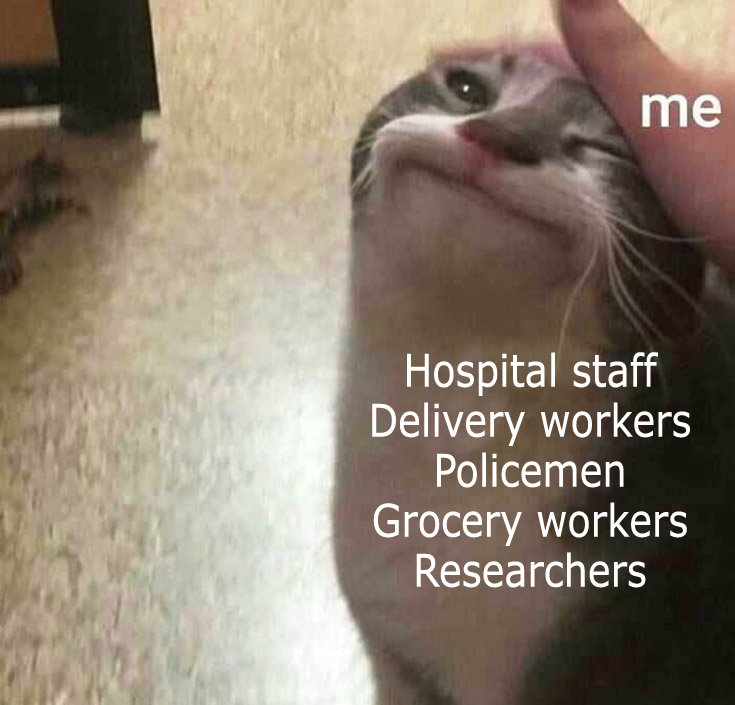 me
Hospital staff
Delivery workers
Policemen
Grocery workers
Researchers